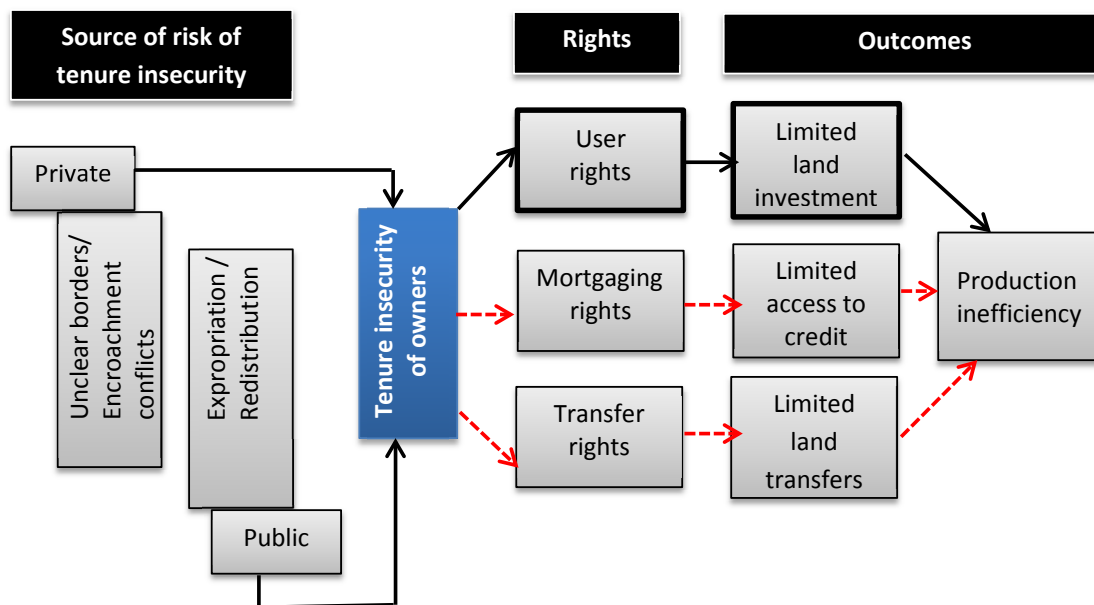 Source of risk of
tenure insecurity
Rights
Outcomes
Private
Unclear borders/
Encroachment
conflicts
Expropriation /
Redistribution
Public
Tenure insecurity
of owners
User
rights
Limited
land
investment
Mortgaging
rights
Limited
access to
credit
Transfer
rights
Limited
land
transfers
Production
inefficiency